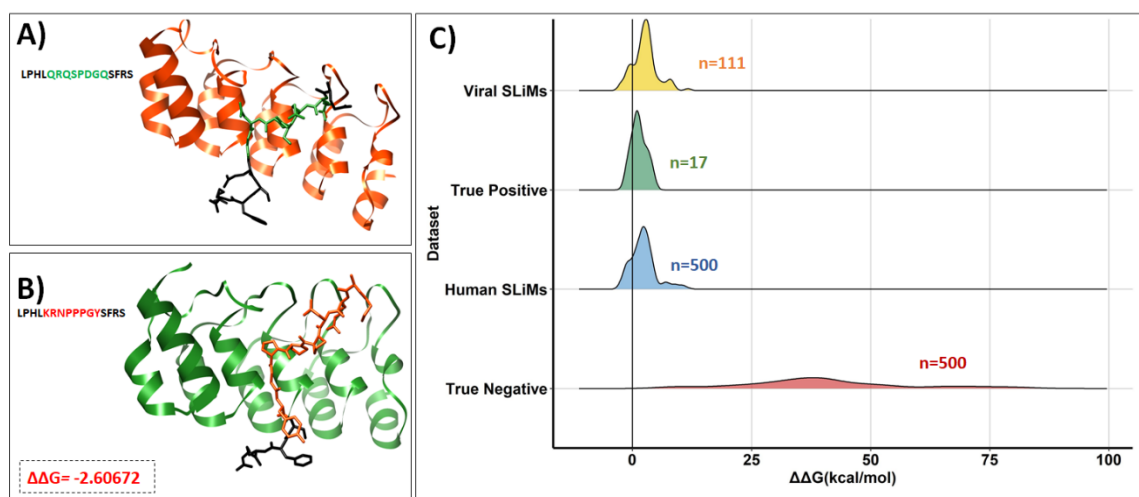 A)
LPHLQRQSPDGQSFRS
B)
LPHLKRNPPPGYSFRS
ΔΔG= -2.60672
C)
Dataset
Viral SLiMs
n=111
True Positive
n=17
Human SLiMs
n=500
True Negative
n=500
0
25
50
75
100
ΔΔG(kcal/mol)